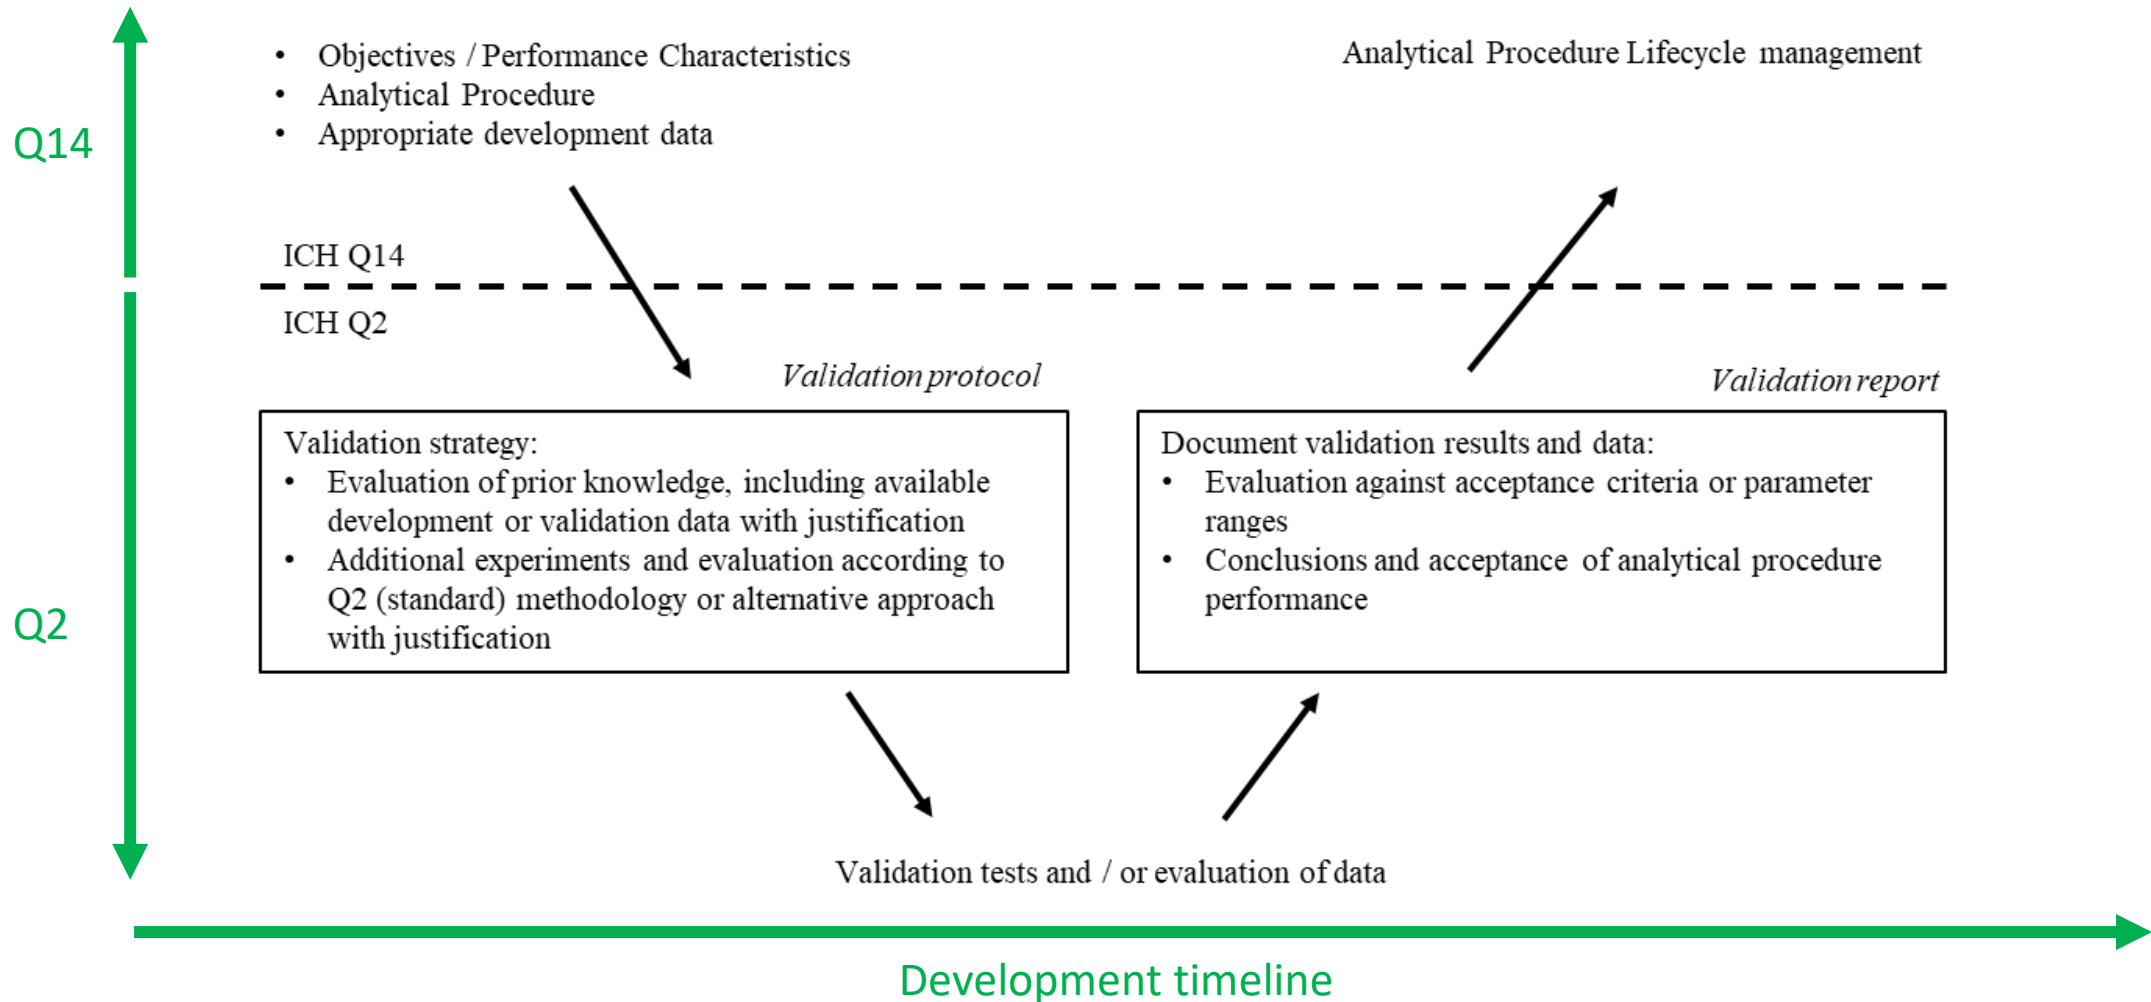 Q14
• Objectives / Performance Characteristics
• Analytical Procedure
• Appropriate development data
Analytical Procedure Lifecycle management
ICH Q14
ICH Q2
Validation protocol
Validation strategy:
• Evaluation of prior knowledge, including available
development or validation data with justification
• Additional experiments and evaluation according to
Q2 (standard) methodology or alternative approach
with justification
Validation report
Document validation results and data:
• Evaluation against acceptance criteria or parameter
ranges
• Conclusions and acceptance of analytical procedure
performance
Q2
Validation tests and / or evaluation of data
Development timeline